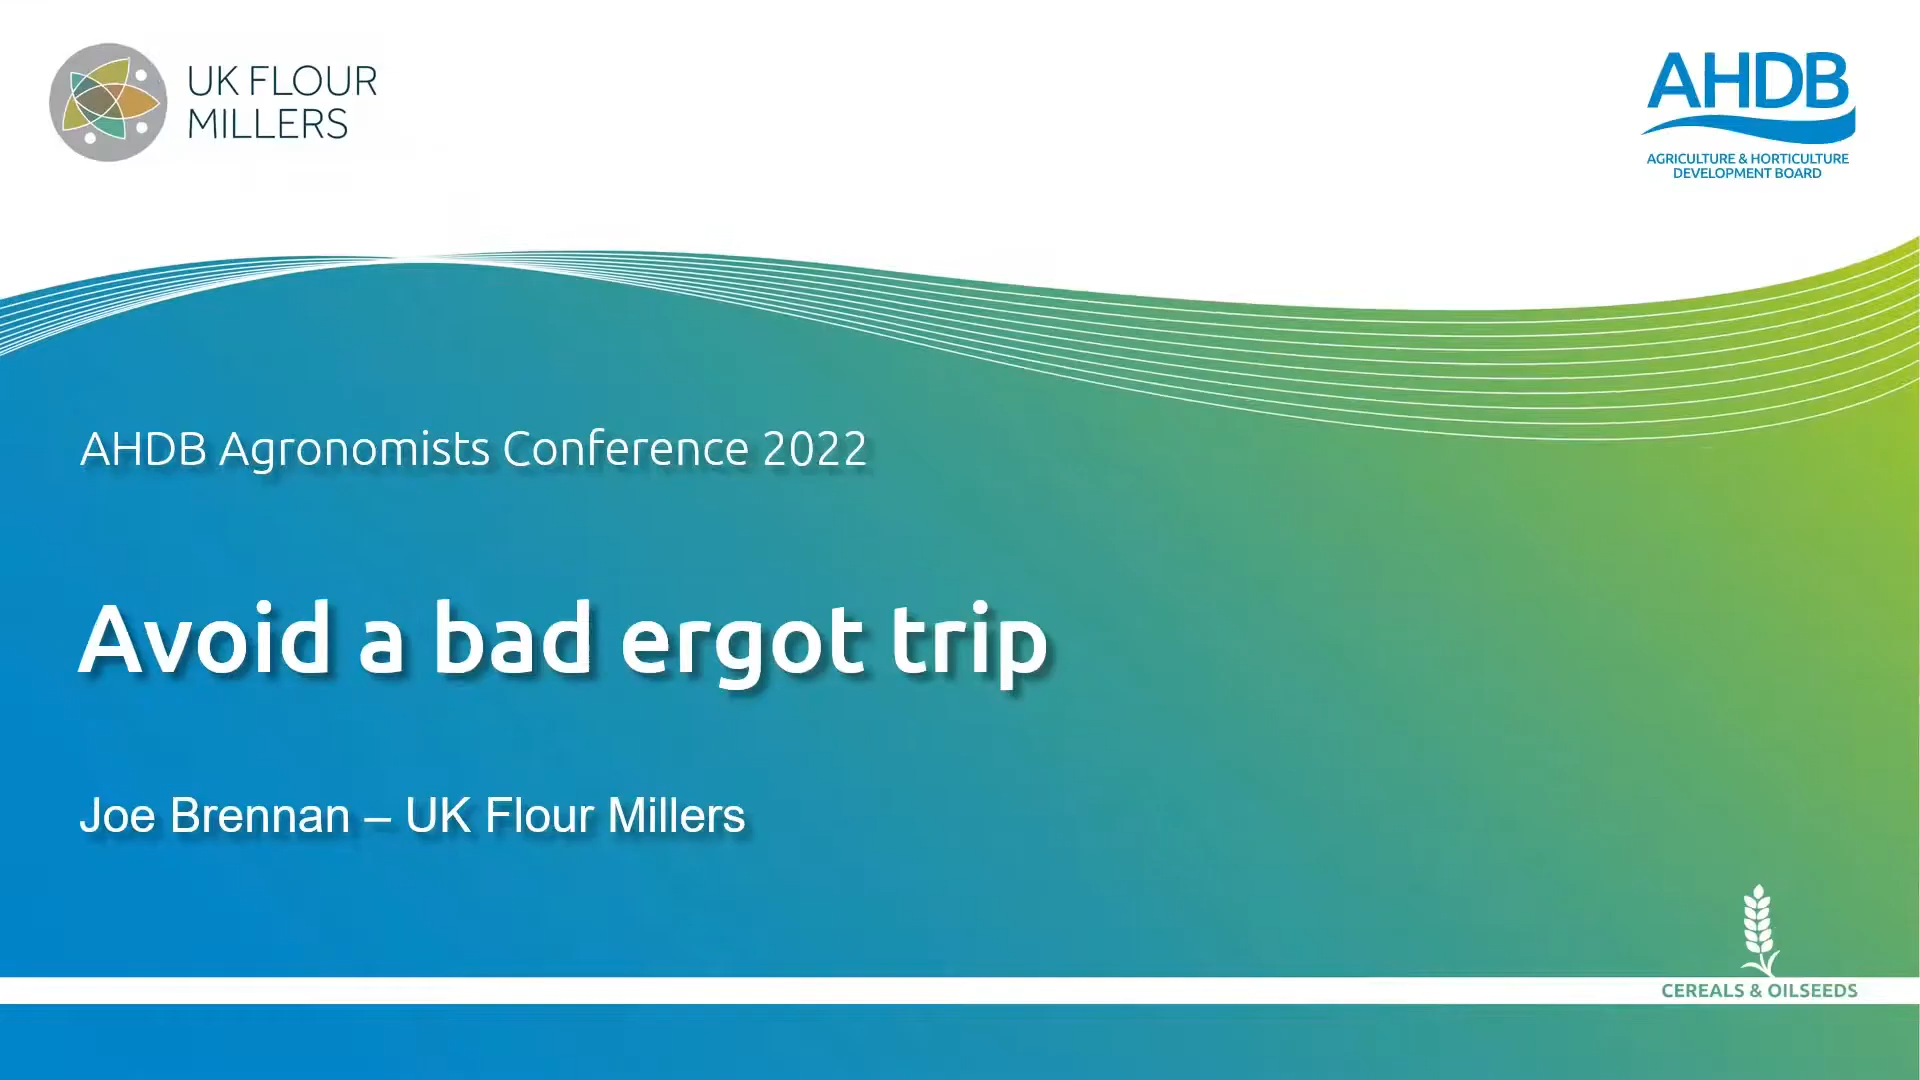 UK FLOUR
MILLERS
AHDB
AGRICULTURE & HORTICULTURE
DEVELOPMENT BOARD
AHDB Agronomists Conference 2022
Avoid a bad ergot trip
Joe Brennan – UK Flour Millers
CEREALS & OILSEEDS